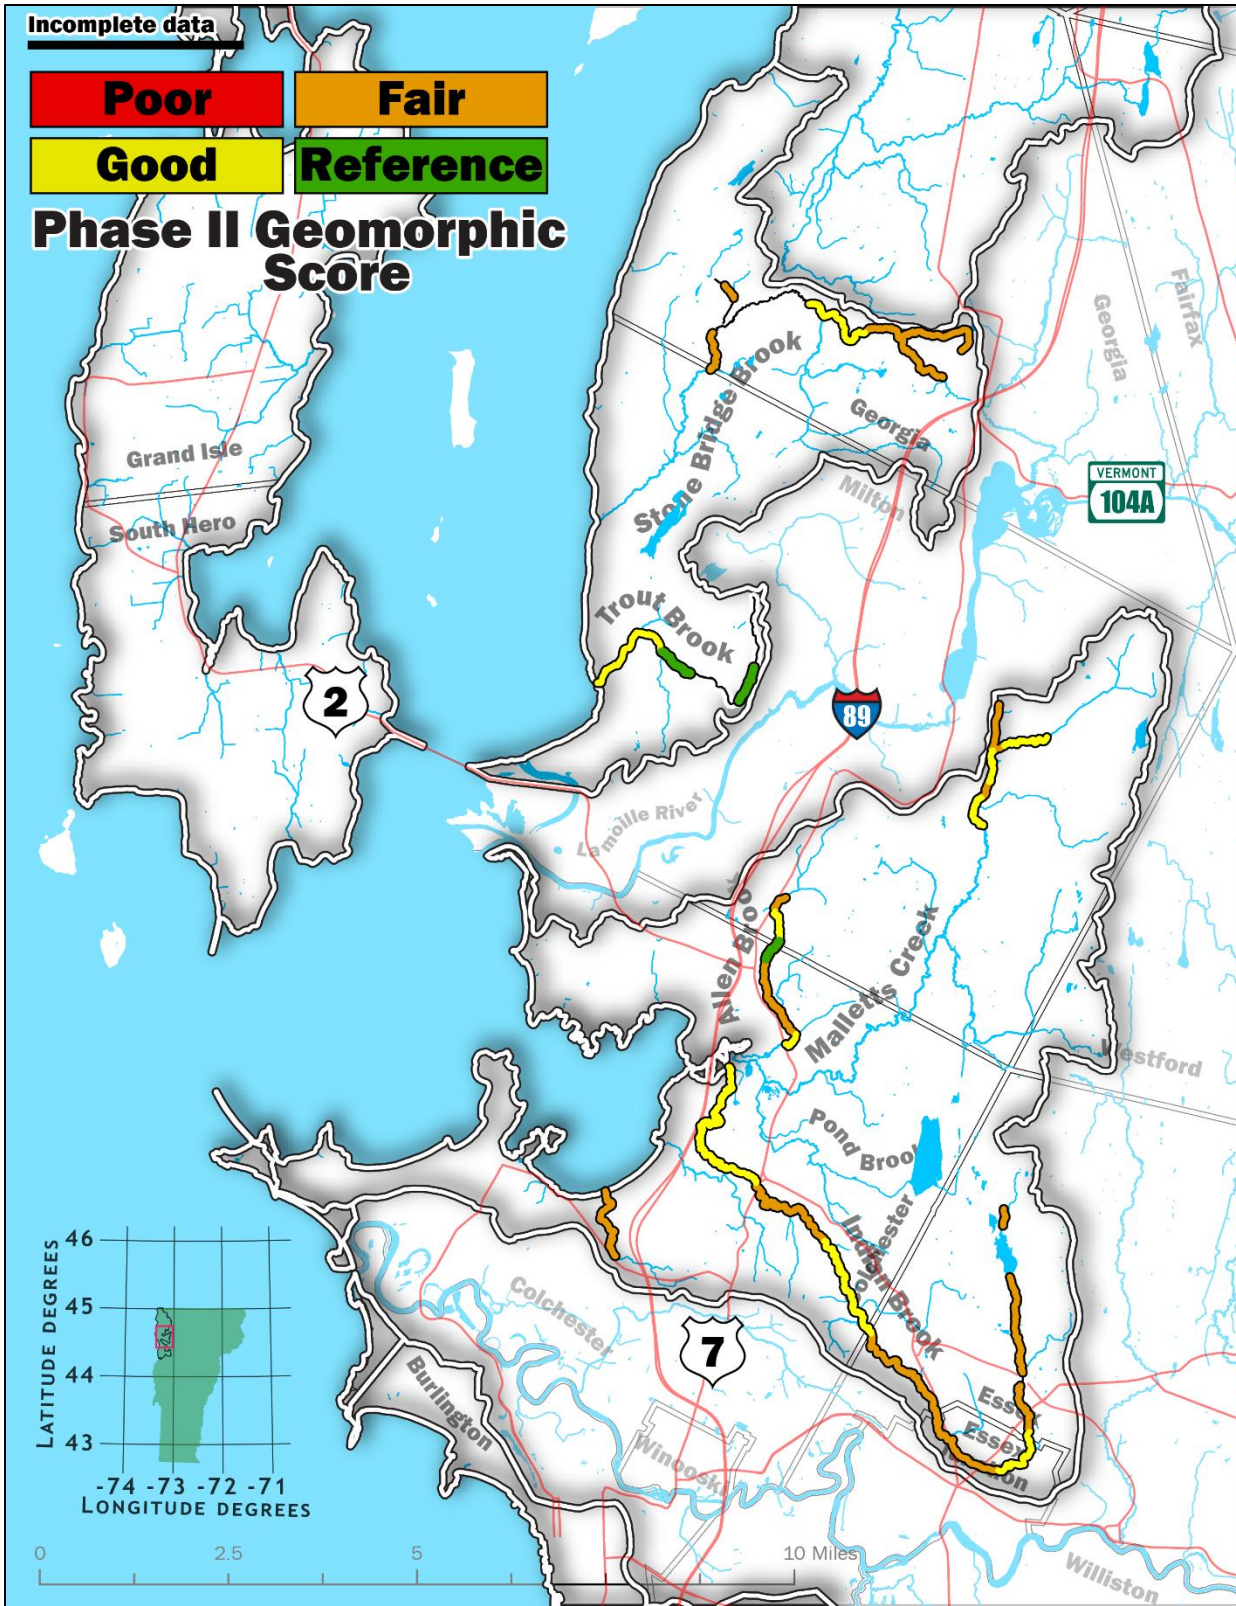 Incomplete data
Poor
Fair
Good
Reference
Phase II Geomorphic
Score
Fairfax
Georgia
Stone Bridge Brook
Georgia
Grand Isle
South Hero
Milton
VERMONT
104A
Trout Brook
2
89
Lamoille River
Allen Brook
Malletts Creek
Westford
Pond Brook
Colchester
Indian Brook
Colchester
7
Burlington
Essex
Essex
Winooski
Williston
LATITUDE DEGREES
46
45
44
43
-74 -73 -72 -71
LONGITUDE DEGREES
0 2.5 5 10 Miles